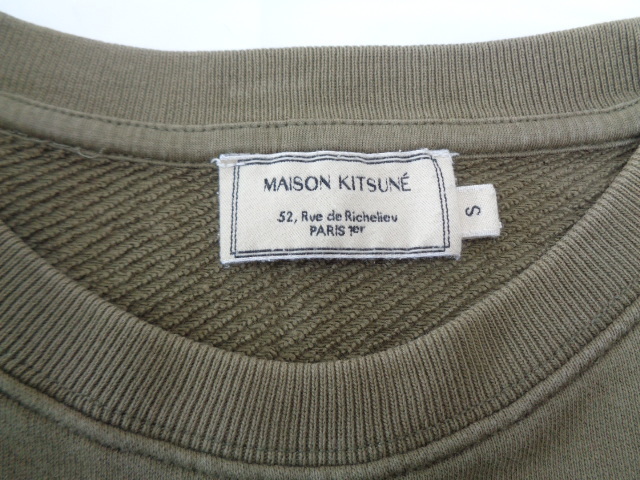 MAISON KITSUNÉ
52, Rue de Richelieu
PARIS 1er
S